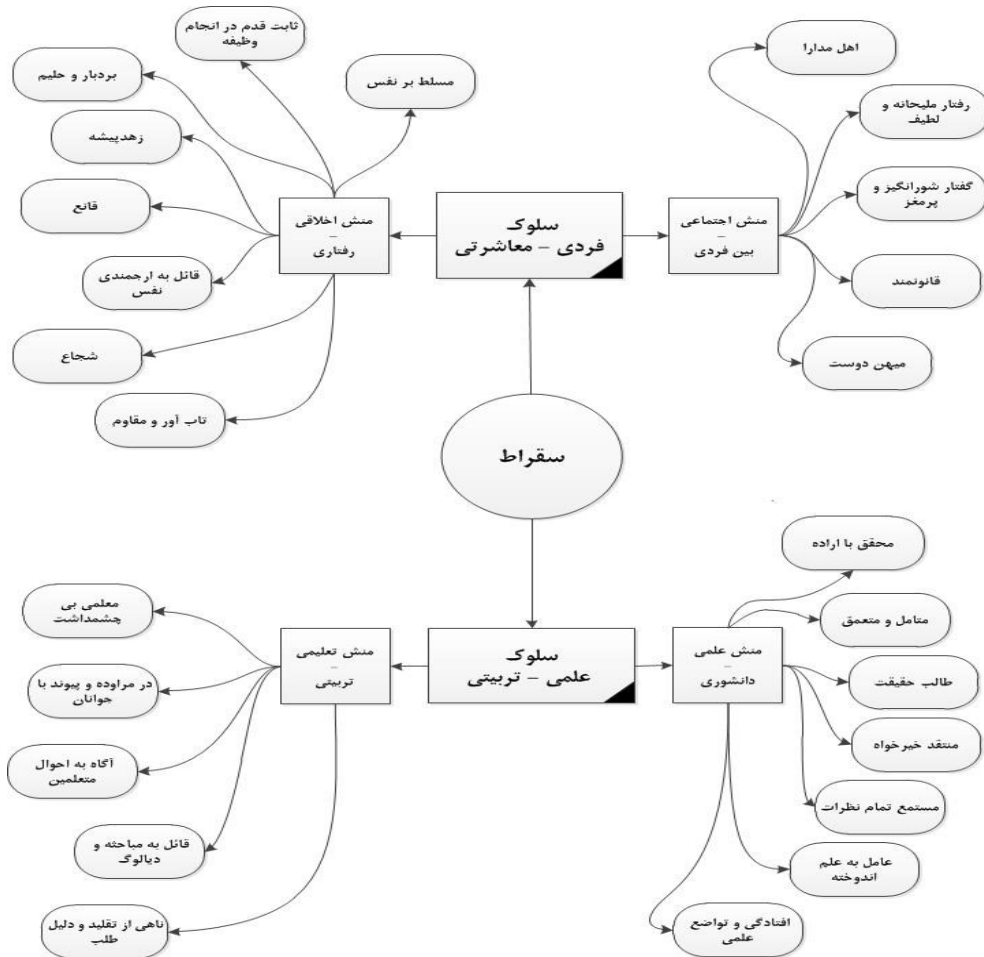 ثابت قدم در انجام
وظیفه
اهل مدارا
بردبار و حلیم
مسلط بر نفس
رفتار ملیحانه و
لطیف
زهدپیشه
گفتار شورانگیز و
پرمغز
قانع
منش اخلاقی
–
رفتاری
سلوک
فردی – معاشرتی
منش اجتماعی
–
بین فردی
قائل به ارجمندی
نفس
قانونمند
شجاع
میهن دوست
تاب آور و مقاوم
سقراط
محقق با اراده
معلمی بی
چشمداشت
متامل و متعمق
منش تعلیمی
–
تربیتی
سلوک
علمی – تربیتی
منش علمی
–
دانشوری
در مراوده و پیوند با
جوانان
طالب حقیقت
منتقد خیرخواه
آگاه به احوال
متعلمین
مستمع تمام نظرات
قائل به مباحثه و
دیالوگ
عامل به علم
اندوخته
ناهی از تقلید و دلیل
طلب
افتادگی و تواضع
علمی